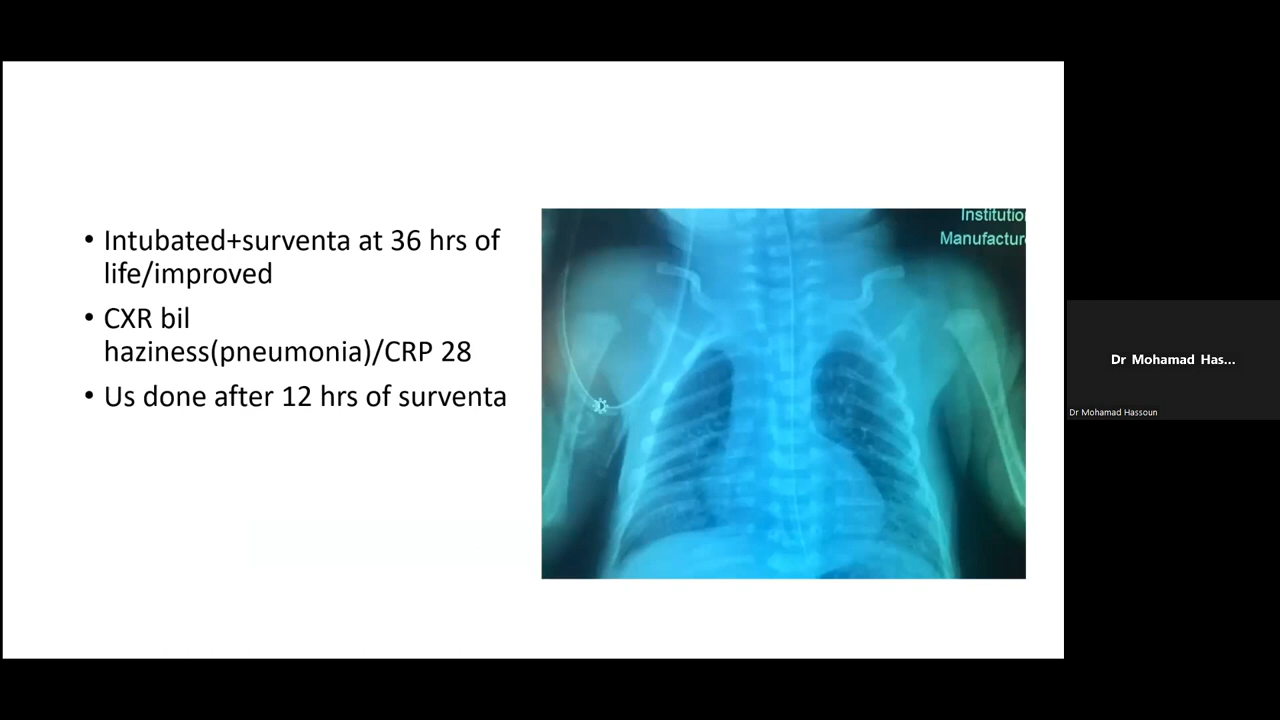 • Intubated+surventa at 36 hrs of
life/improved
• CXR bil
haziness(pneumonia)/CRP 28
• Us done after 12 hrs of surventa
Institutio
Manufactur
Dr Mohamad Has...
Dr Mohamad Hassoun